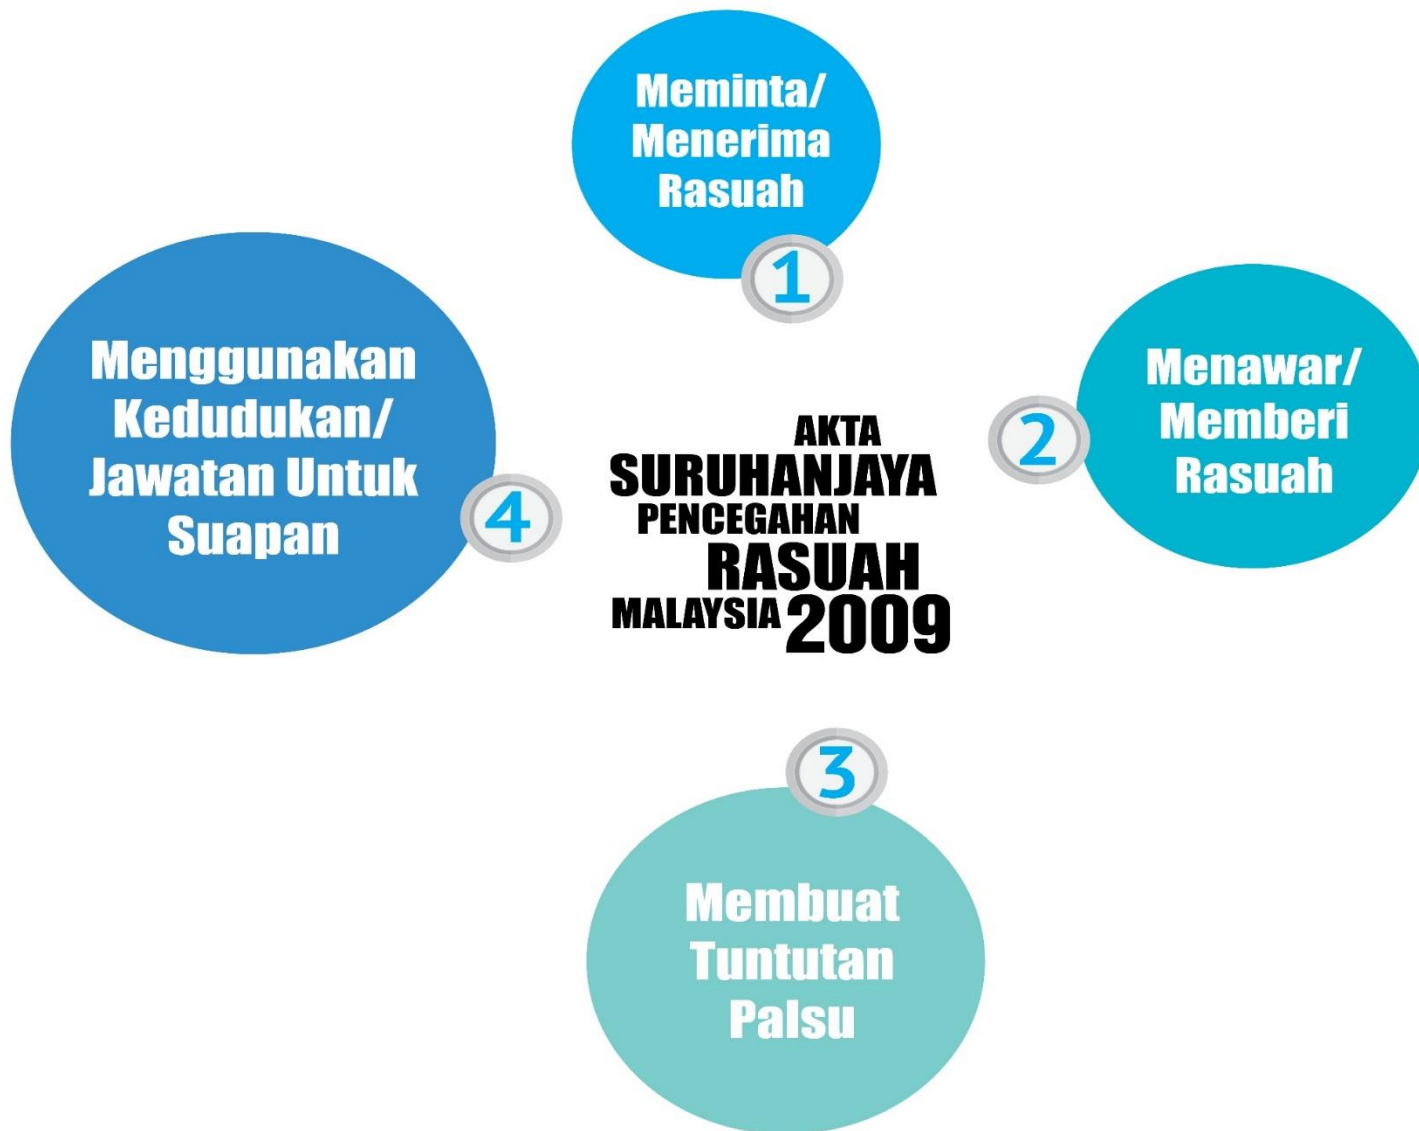 Meminta/
Menerima
Rasuah
1
Menawar/
Memberi
Rasuah
2
Membuat
Tuntutan
Palsu
3
Menggunakan
Kedudukan/
Jawatan Untuk
Suapan
4
AKTA
SURUHANJAYA
PENCEGAHAN
RASUAH
MALAYSIA 2009